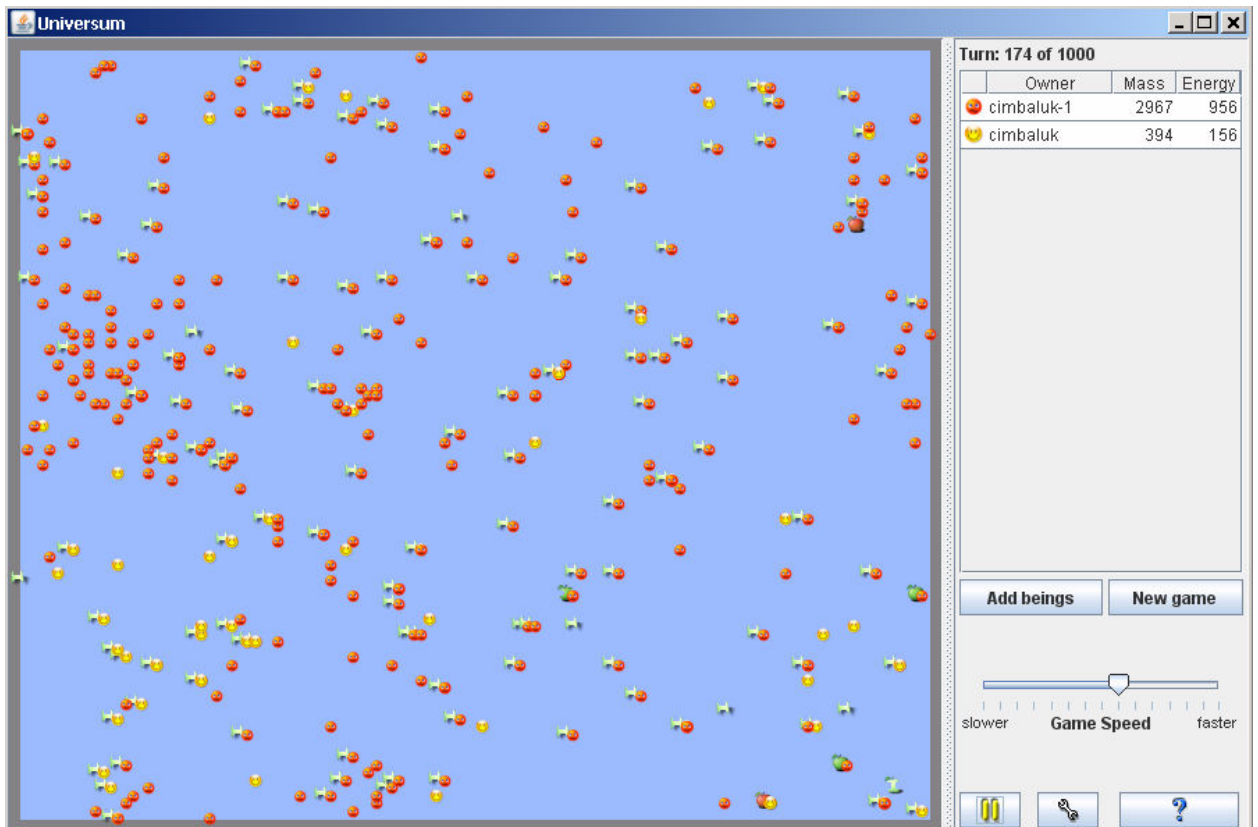 Universum
Turn: 174 of 1000
Owner Mass Energy
cimbaluk-1 2967 956
cimbaluk 394 156
Add beings New game
slower Game Speed faster
?